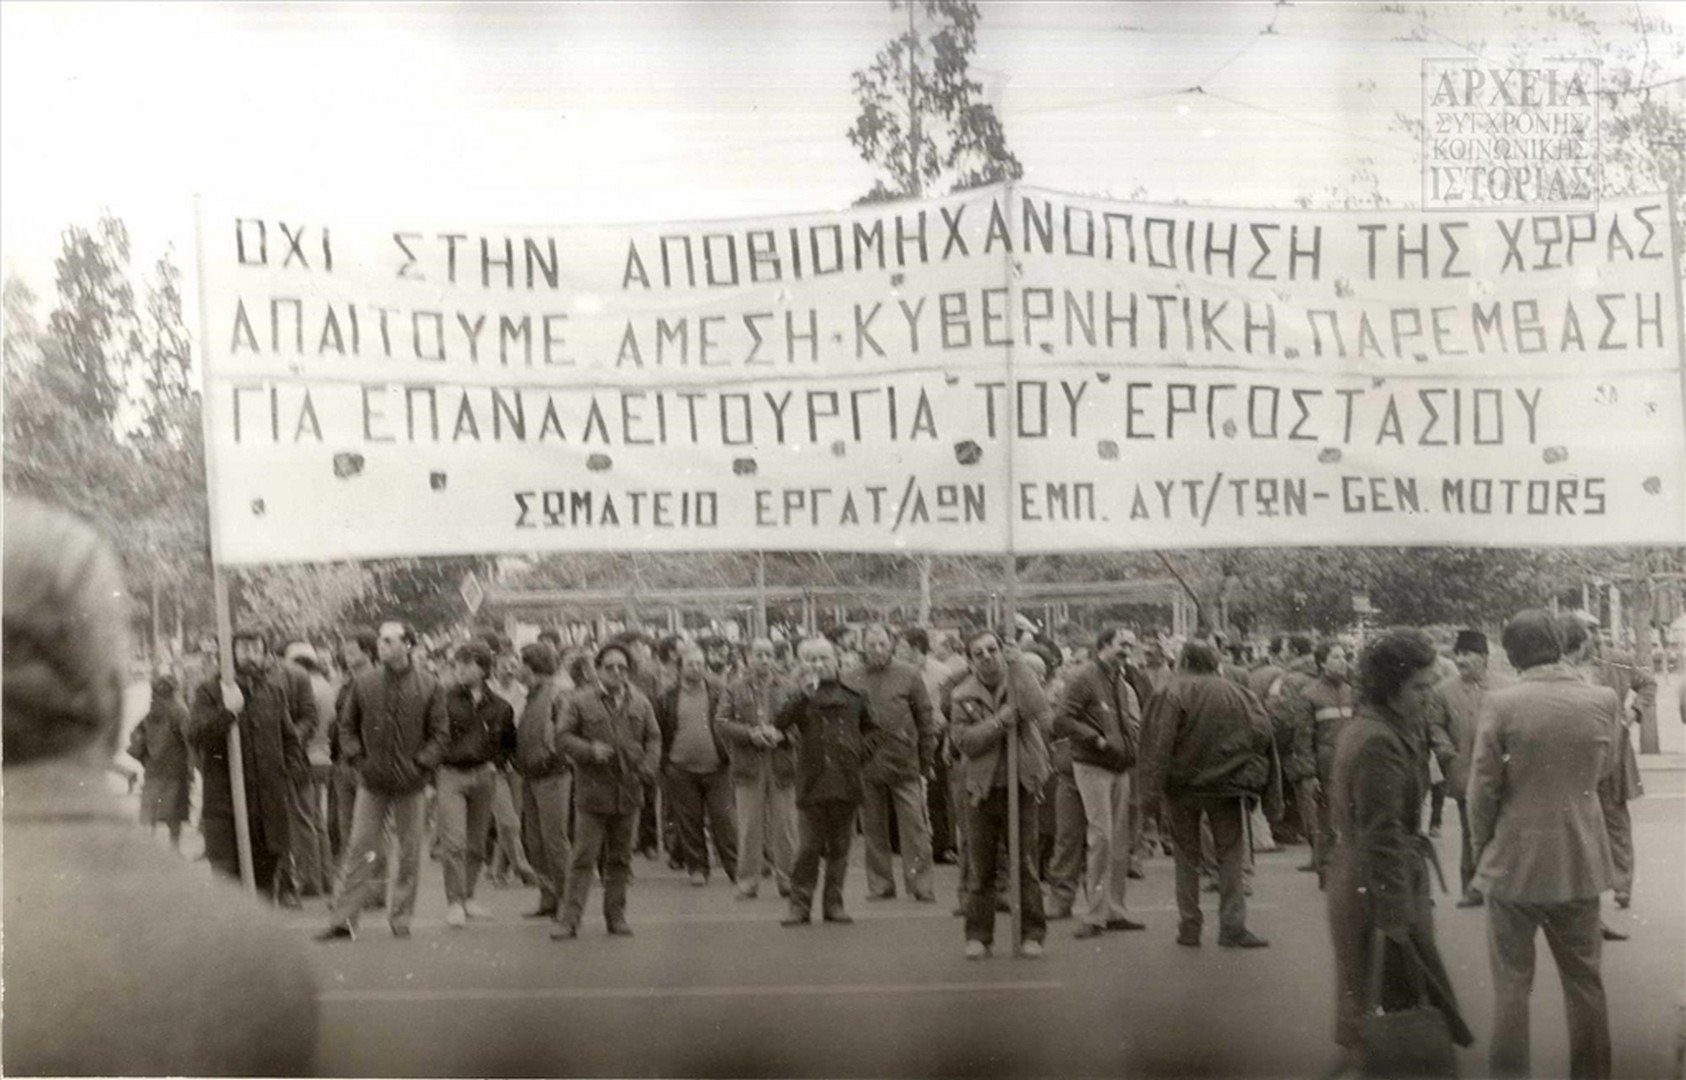 ΑΡΧΕΙΑ
ΣΥΓΧΡΟΝΗΣ
ΚΟΙΝΩΝΙΚΗΣ
ΙΣΤΟΡΙΑΣ
ΟΧΙ ΣΤΗΝ ΑΠΟΒΙΟΜΗΧΑΝΟΠΟΙΗΣΗ ΤΗΣ ΧΩΡΑΣ
ΑΠΑΙΤΟΥΜΕ ΑΜΕΣΗ ΚΥΒΕΡΝΗΤΙΚΗ ΠΑΡΕΜΒΑΣΗ
ΓΙΑ ΕΠΑΝΑΛΕΙΤΟΥΡΓΙΑ ΤΟΥ ΕΡΓΟΣΤΑΣΙΟΥ
ΣΩΜΑΤΕΙΟ ΕΡΓΑΤ/ΛΩΝ ΕΜΠ. ΑΥΤ/ΤΩΝ - GEN. MOTORS